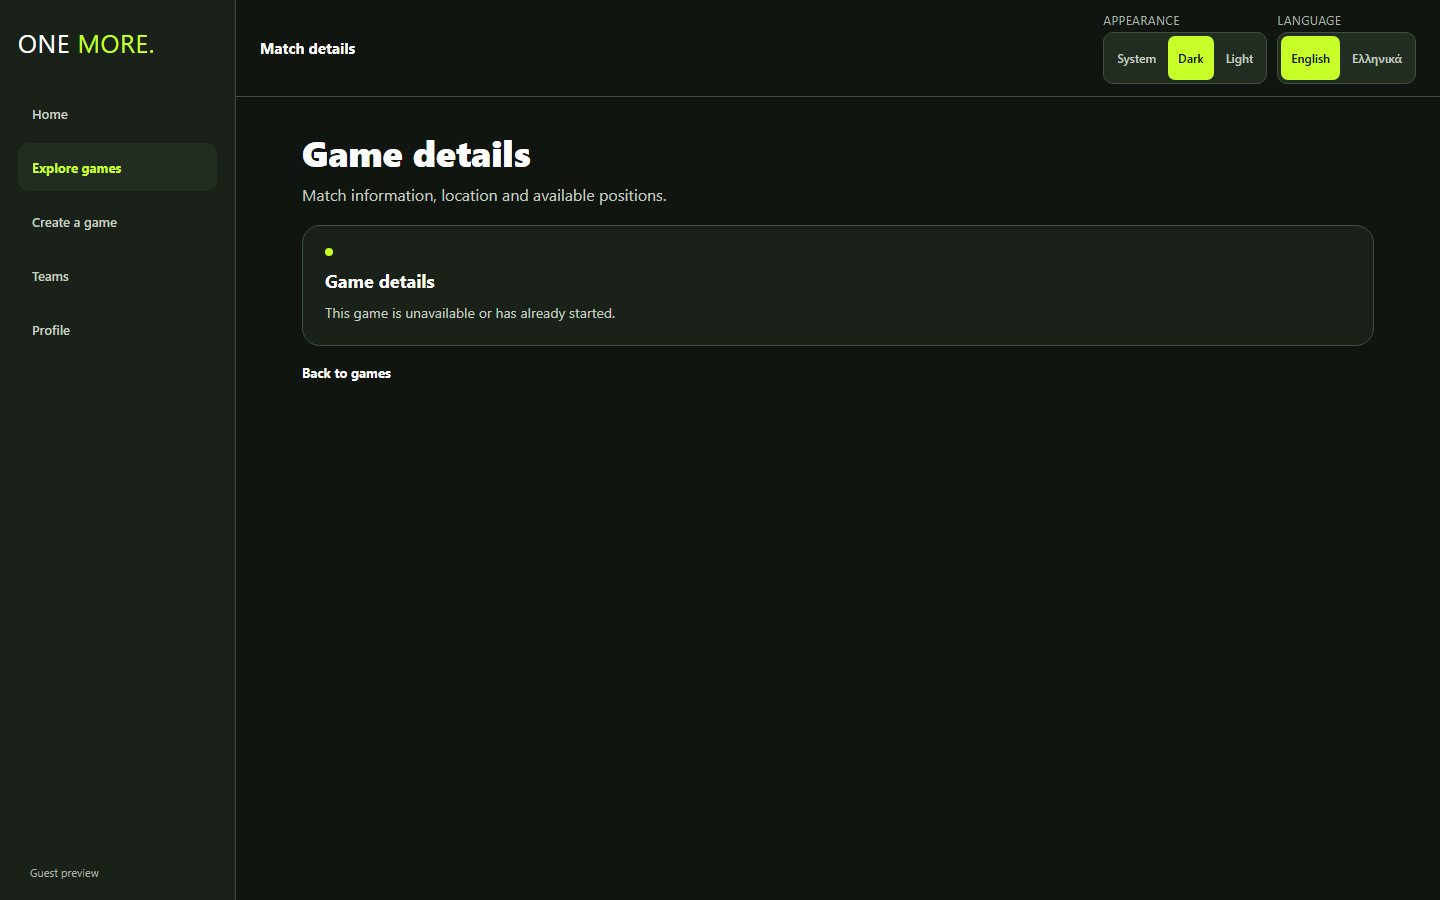 ONE MORE.
Home
Explore games
Create a game
Teams
Profile
Guest preview
Match details
APPEARANCE
System Dark Light
LANGUAGE
English Ελληνικά
Game details
Match information, location and available positions.
Game details
This game is unavailable or has already started.
Back to games